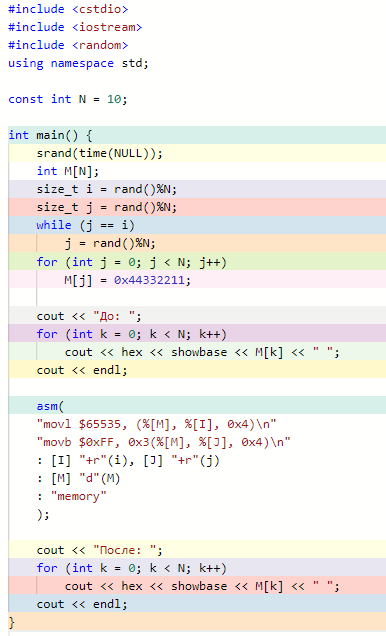 #include <cstdio>
#include <iostream>
#include <random>
using namespace std;

const int N = 10;

int main() {
    srand(time(NULL));
    int M[N];
    size_t i = rand()%N;
    size_t j = rand()%N;
    while (j == i)
        j = rand()%N;
    for (int j = 0; j < N; j++)
        M[j] = 0x44332211;

    cout << "До: ";
    for (int k = 0; k < N; k++)
        cout << hex << showbase << M[k] << " ";
    cout << endl;

    asm(
    "movl $65535, (%[M], %[I], 0x4)\n"
    "movb $0xFF, 0x3(%[M], %[J], 0x4)\n"
    : [I] "+r"(i), [J] "+r"(j)
    : [M] "d"(M)
    : "memory"
    );

    cout << "После: ";
    for (int k = 0; k < N; k++)
        cout << hex << showbase << M[k] << " ";
    cout << endl;
}